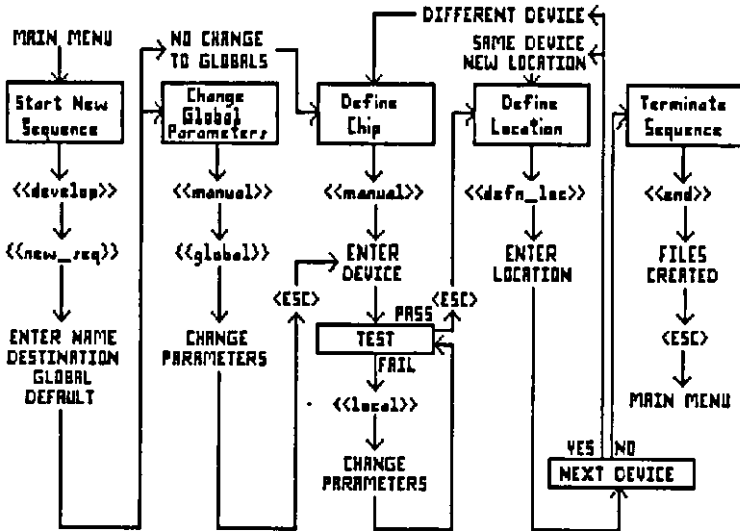 MAIN MENU
Start New
Sequence
<<develop>>
<<new_seq>>
ENTER NAME
DESTINATION
GLOBAL
DEFAULT
NO CHANGE
TO GLOBALS
Change
Global
Parameters
<<manual>>
<<global>>
CHANGE
PARAMETERS
<ESC>
Define
Chip
<<manual>>
ENTER
DEVICE
TEST
PASS
FAIL
<<local>>
CHANGE
PARAMETERS
<ESC>
DIFFERENT DEVICE
SAME DEVICE
NEW LOCATION
Define
Location
<<defn_loc>>
ENTER
LOCATION
YES NO
NEXT DEVICE
Terminate
Sequence
<<end>>
FILES
CREATED
<ESC>
MAIN MENU